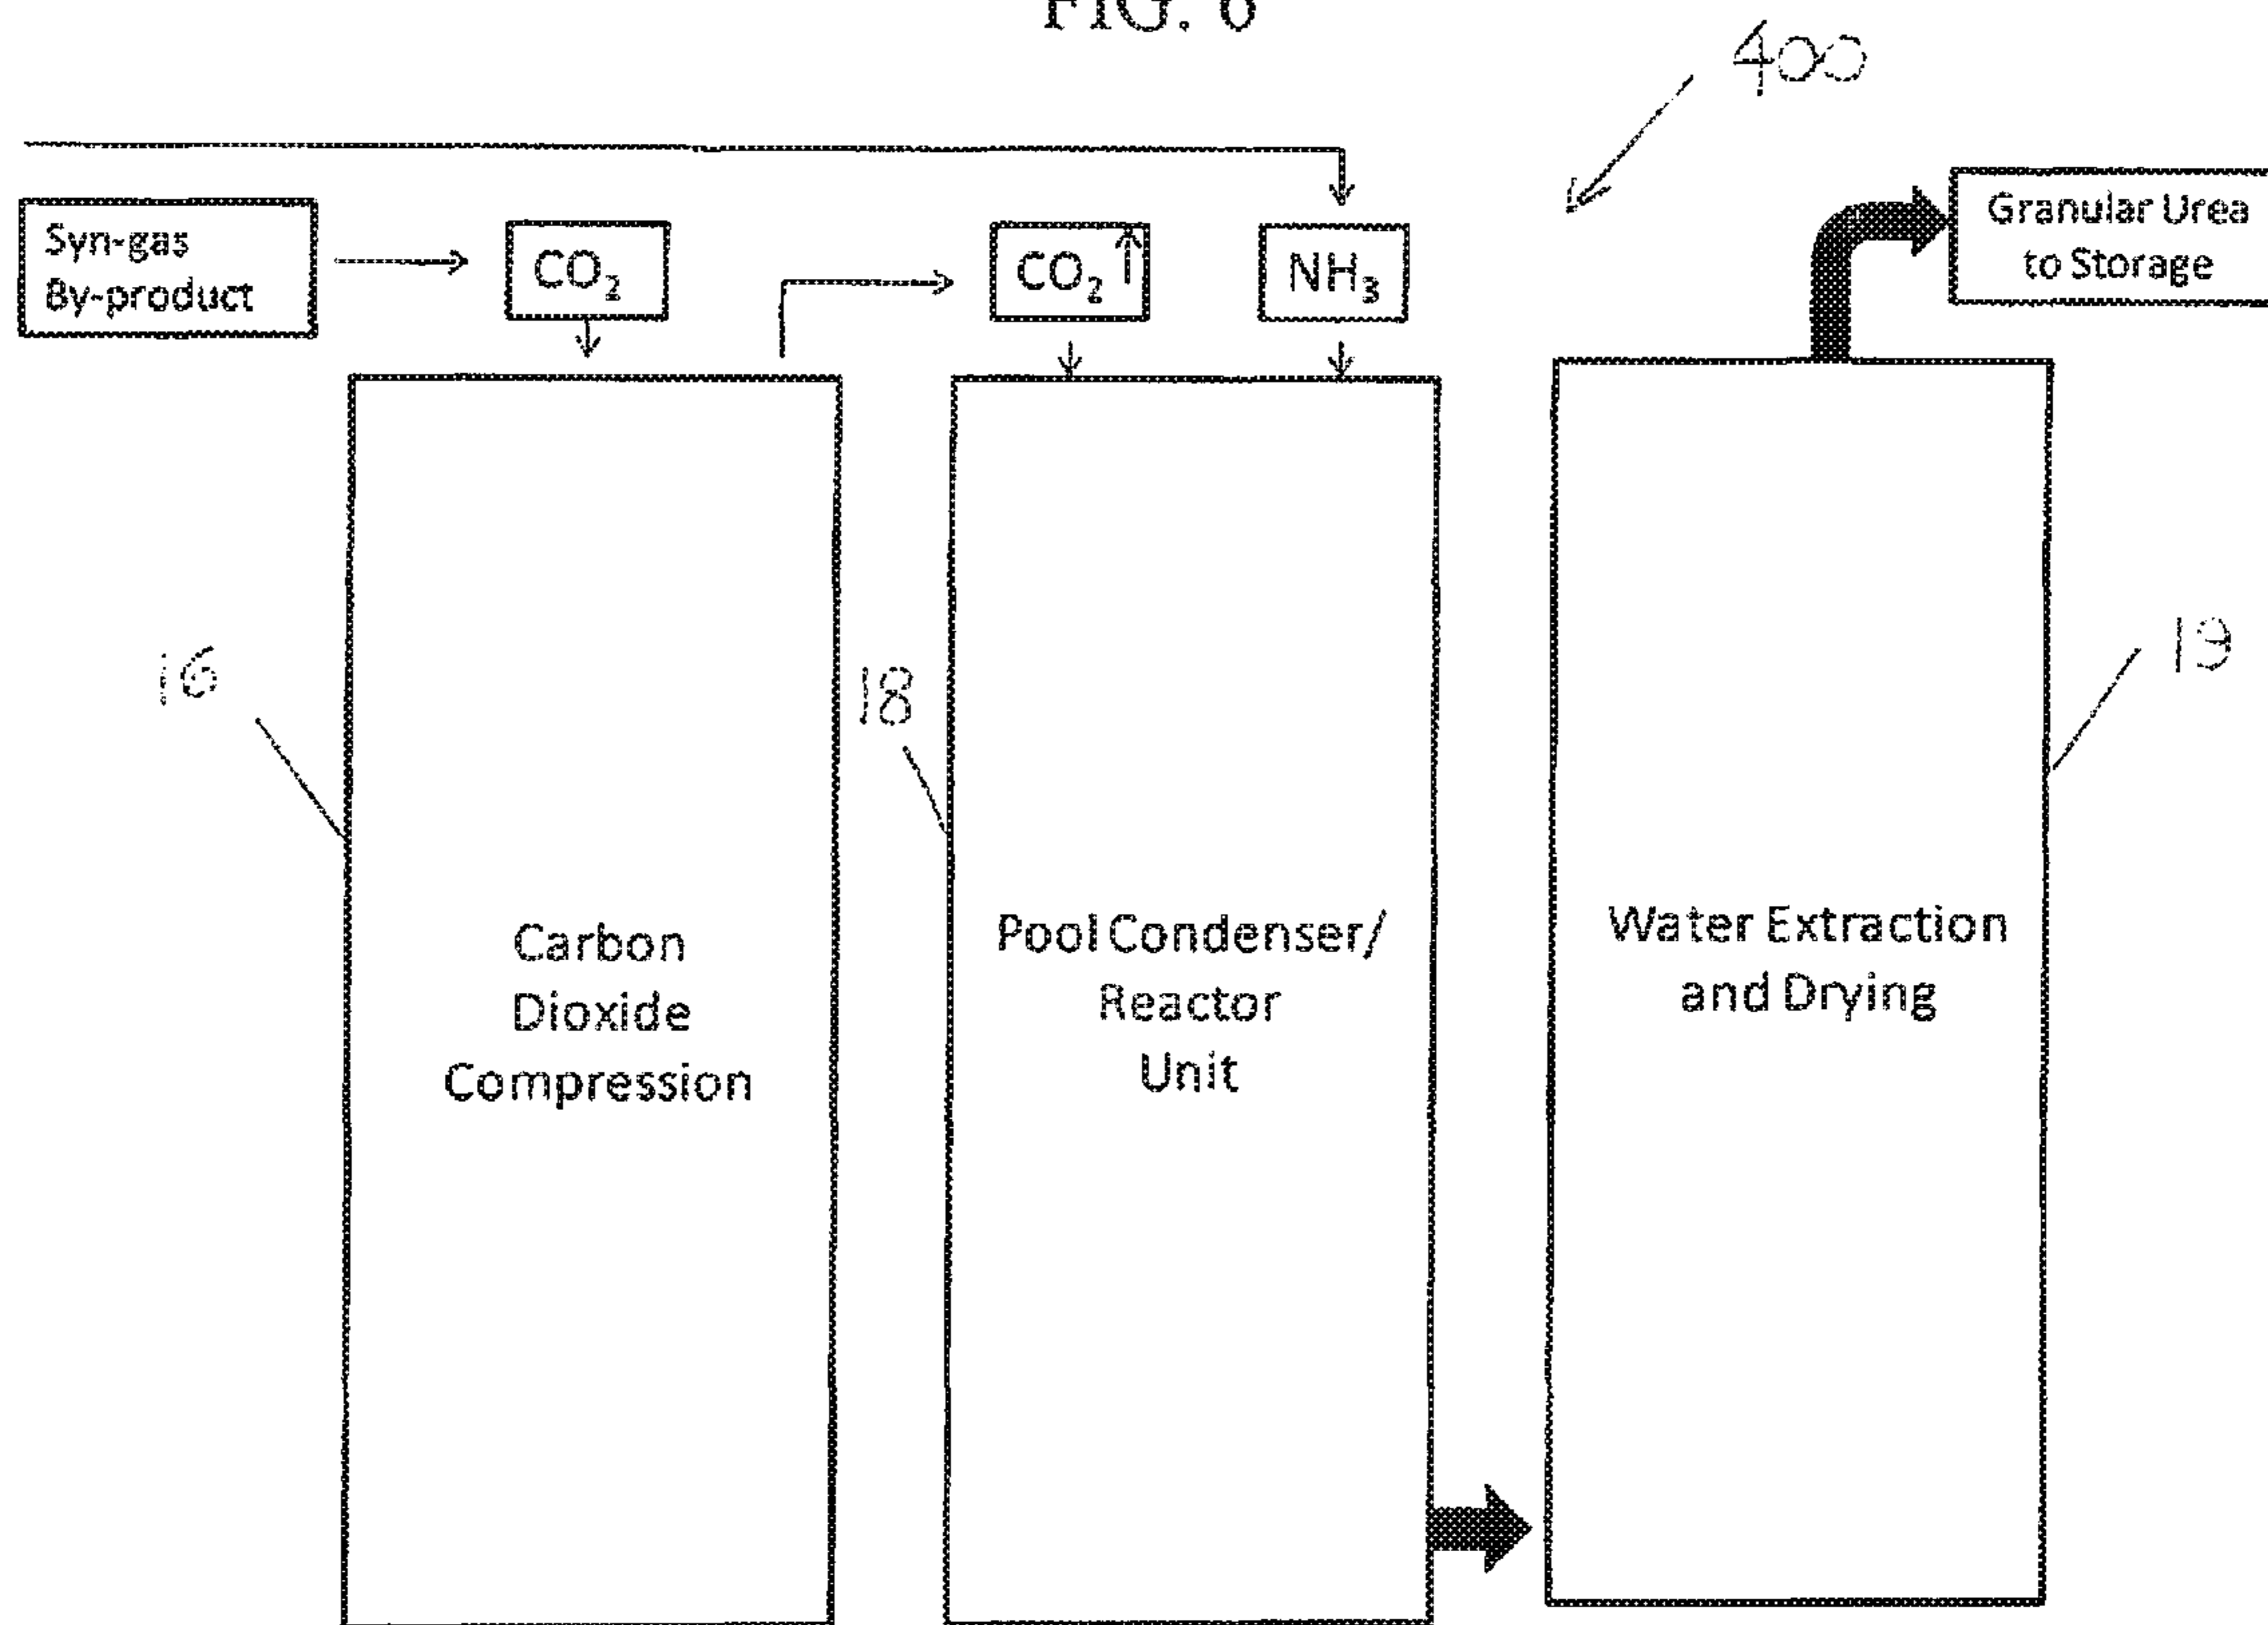 FIG. 6
400
Syn-gas
By-product
CO₂
CO₂↑
NH₃
Granular Urea
to Storage
16
18
19
Carbon
Dioxide
Compression
Pool Condenser/
Reactor
Unit
Water Extraction
and Drying